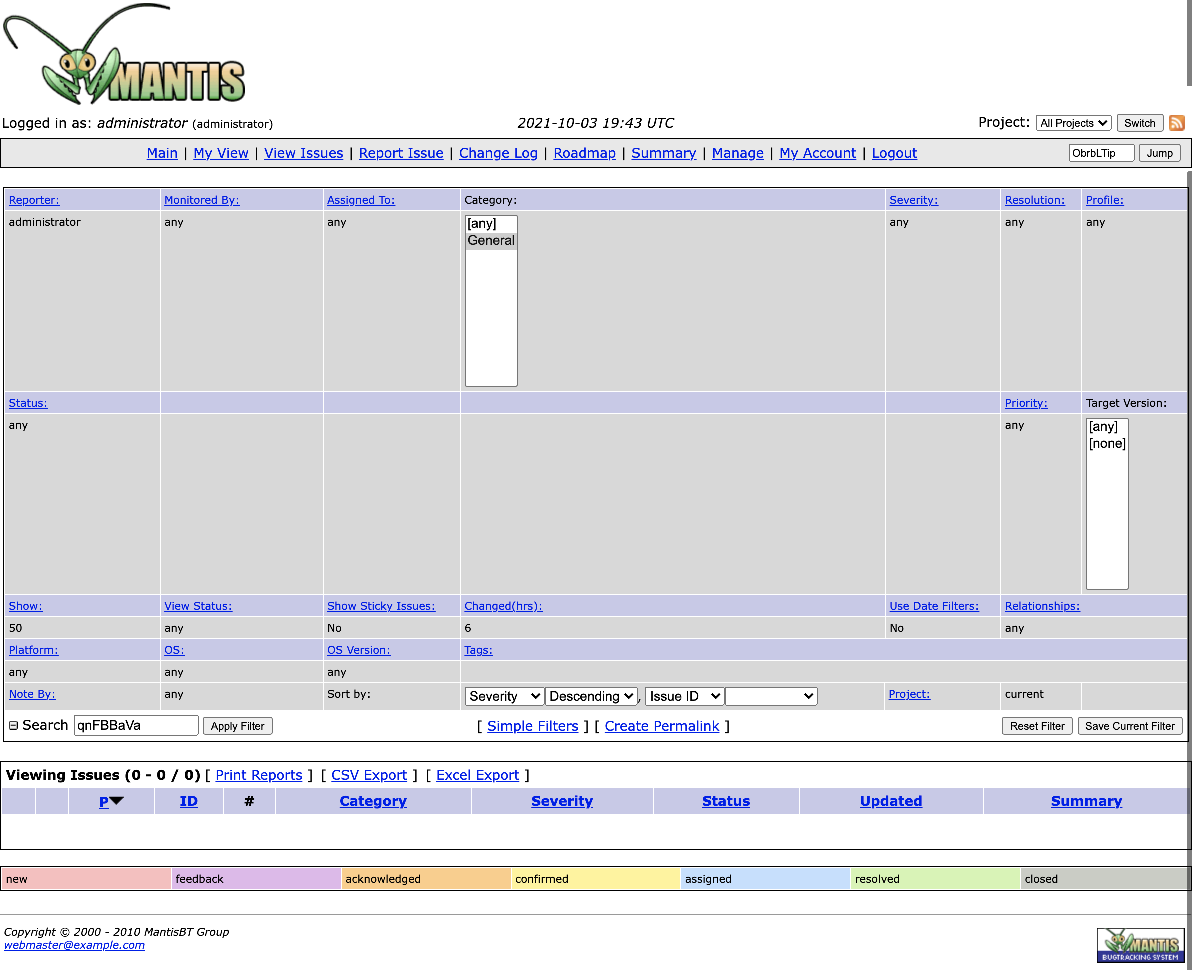 MANTIS
Logged in as: administrator (administrator) 2021-10-03 19:43 UTC Project: All Projects Switch
Main | My View | View Issues | Report Issue | Change Log | Roadmap | Summary | Manage | My Account | Logout ObrbLTip Jump
Reporter: Monitored By: Assigned To: Category: Severity: Resolution: Profile:
administrator any any [any] any any any
General
Status: Priority: Target Version:
any any [any]
[none]
Show: View Status: Show Sticky Issues: Changed(hrs): Use Date Filters: Relationships:
50 any No 6 No any
Platform: OS: OS Version: Tags:
any any any
Note By: any Sort by: Severity Descending , Issue ID Project: current
Search qnFBBaVa Apply Filter [ Simple Filters ] [ Create Permalink ] Reset Filter Save Current Filter
Viewing Issues (0 - 0 / 0) [ Print Reports ] [ CSV Export ] [ Excel Export ]
P ID # Category Severity Status Updated Summary
new feedback acknowledged confirmed assigned resolved closed
Copyright © 2000 - 2010 MantisBT Group
webmaster@example.com
MANTIS
BUGTRACKING SYSTEM